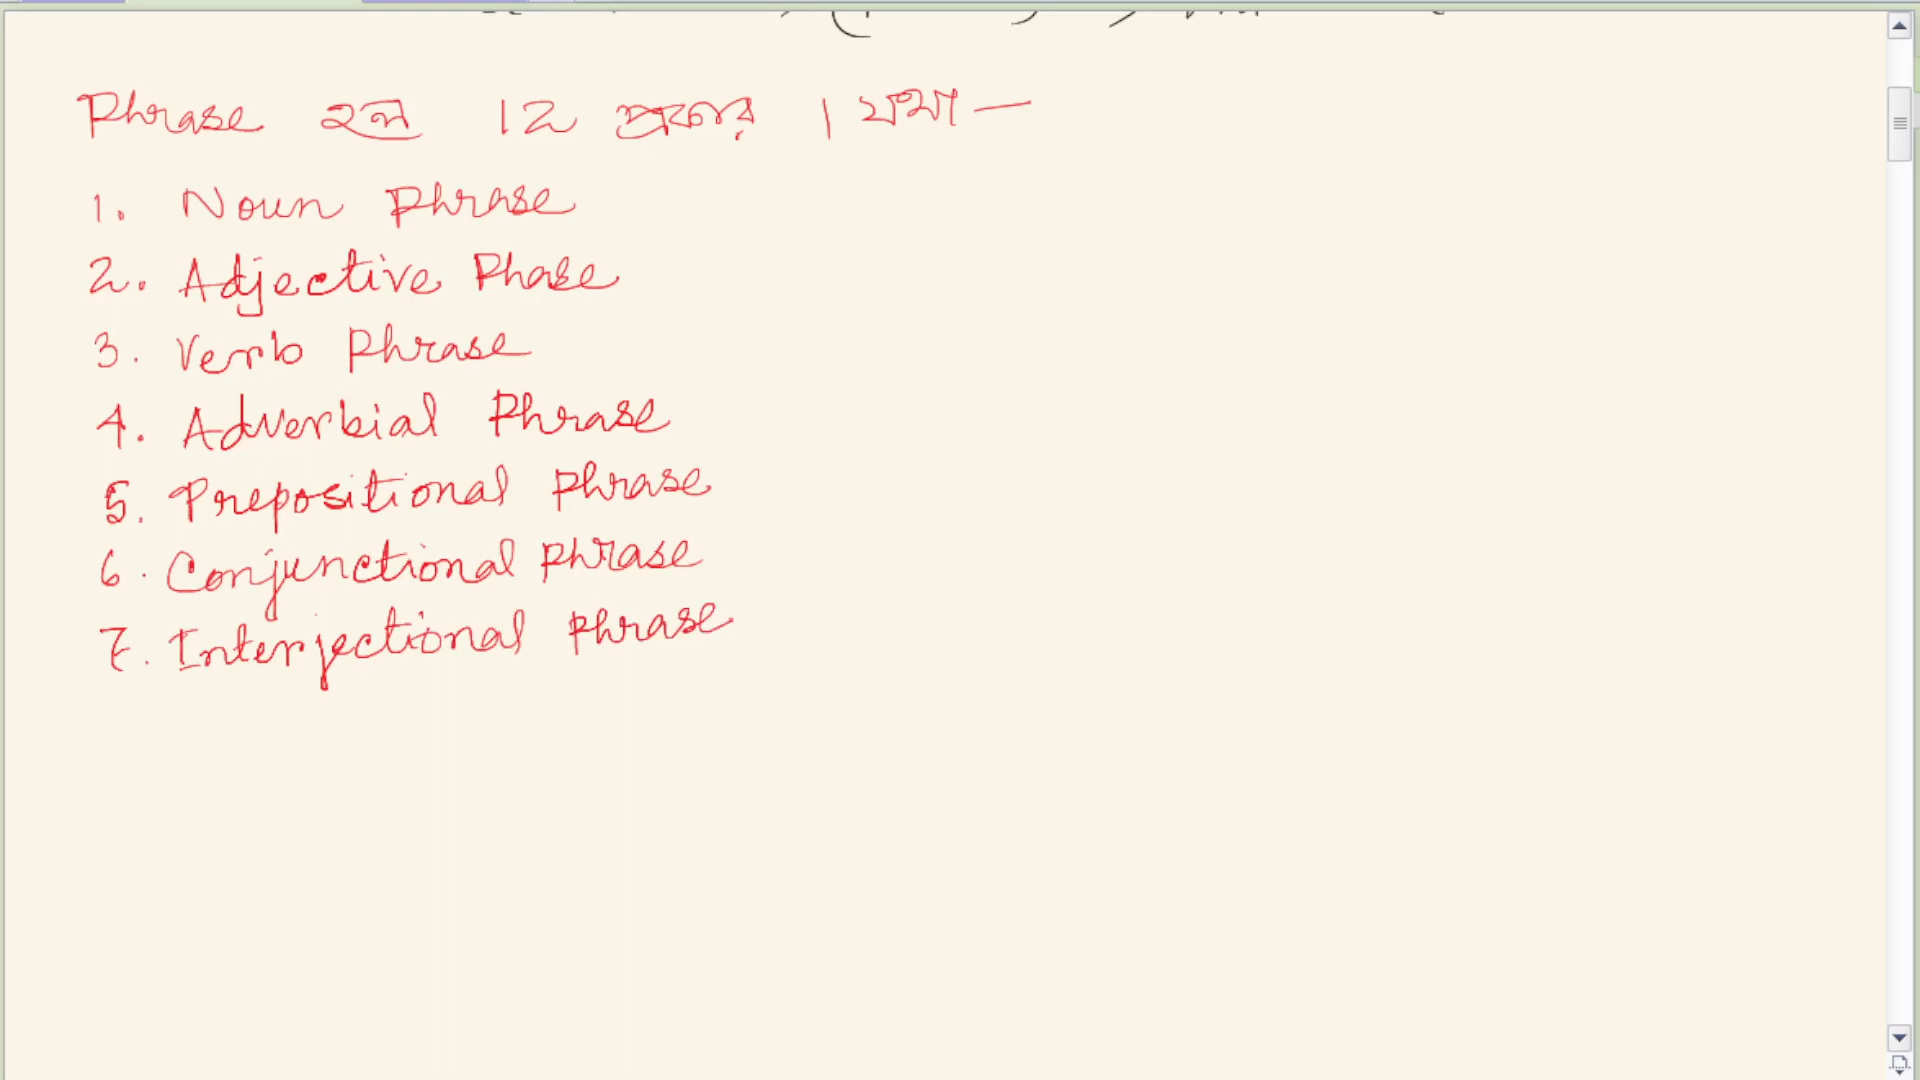 Phrase হল 12 প্রকার । যথা —
1. Noun Phrase
2. Adjective Phase
3. Verb Phrase
4. Adverbial Phrase
5. Prepositional Phrase
6. Conjunctional Phrase
7. Interjectional Phrase